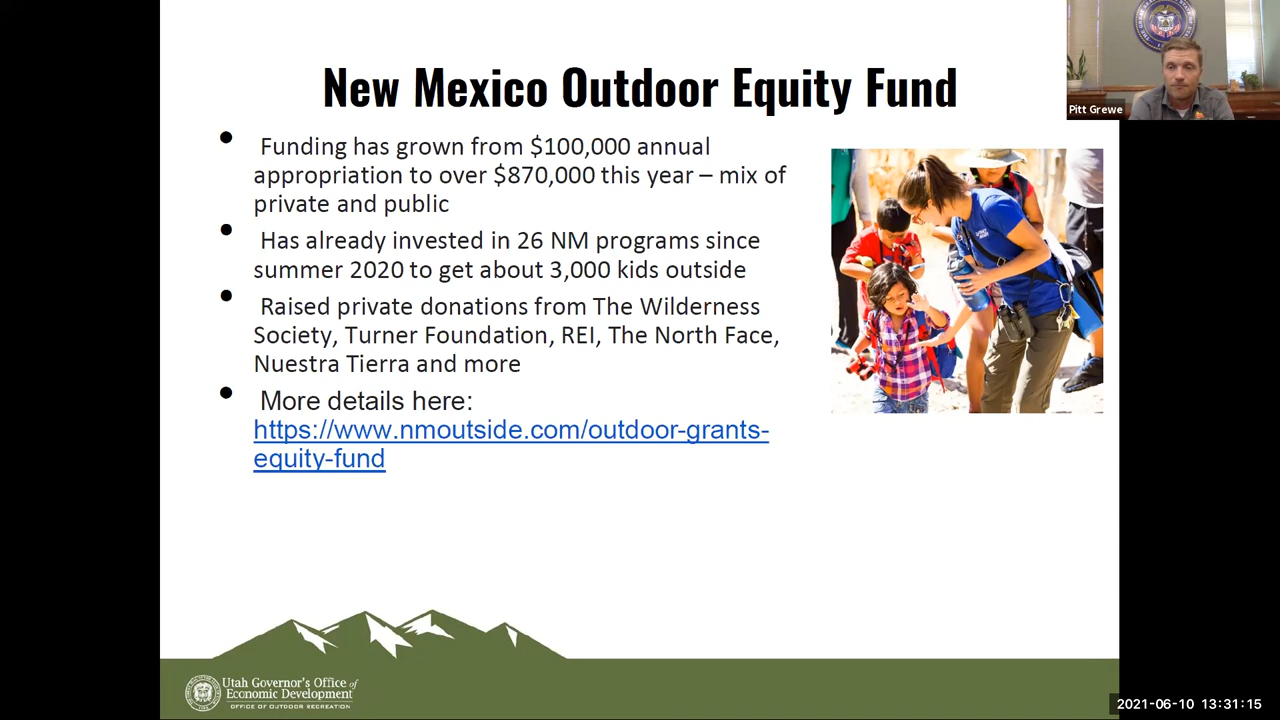 New Mexico Outdoor Equity Fund
Pitt Grewe
• Funding has grown from $100,000 annual
appropriation to over $870,000 this year – mix of
private and public
• Has already invested in 26 NM programs since
summer 2020 to get about 3,000 kids outside
• Raised private donations from The Wilderness
Society, Turner Foundation, REI, The North Face,
Nuestra Tierra and more
• More details here:
https://www.nmoutside.com/outdoor-grants-
equity-fund
Utah Governor's Office of
Economic Development
OFFICE OF OUTDOOR RECREATION
2021-06-10 13:31:15